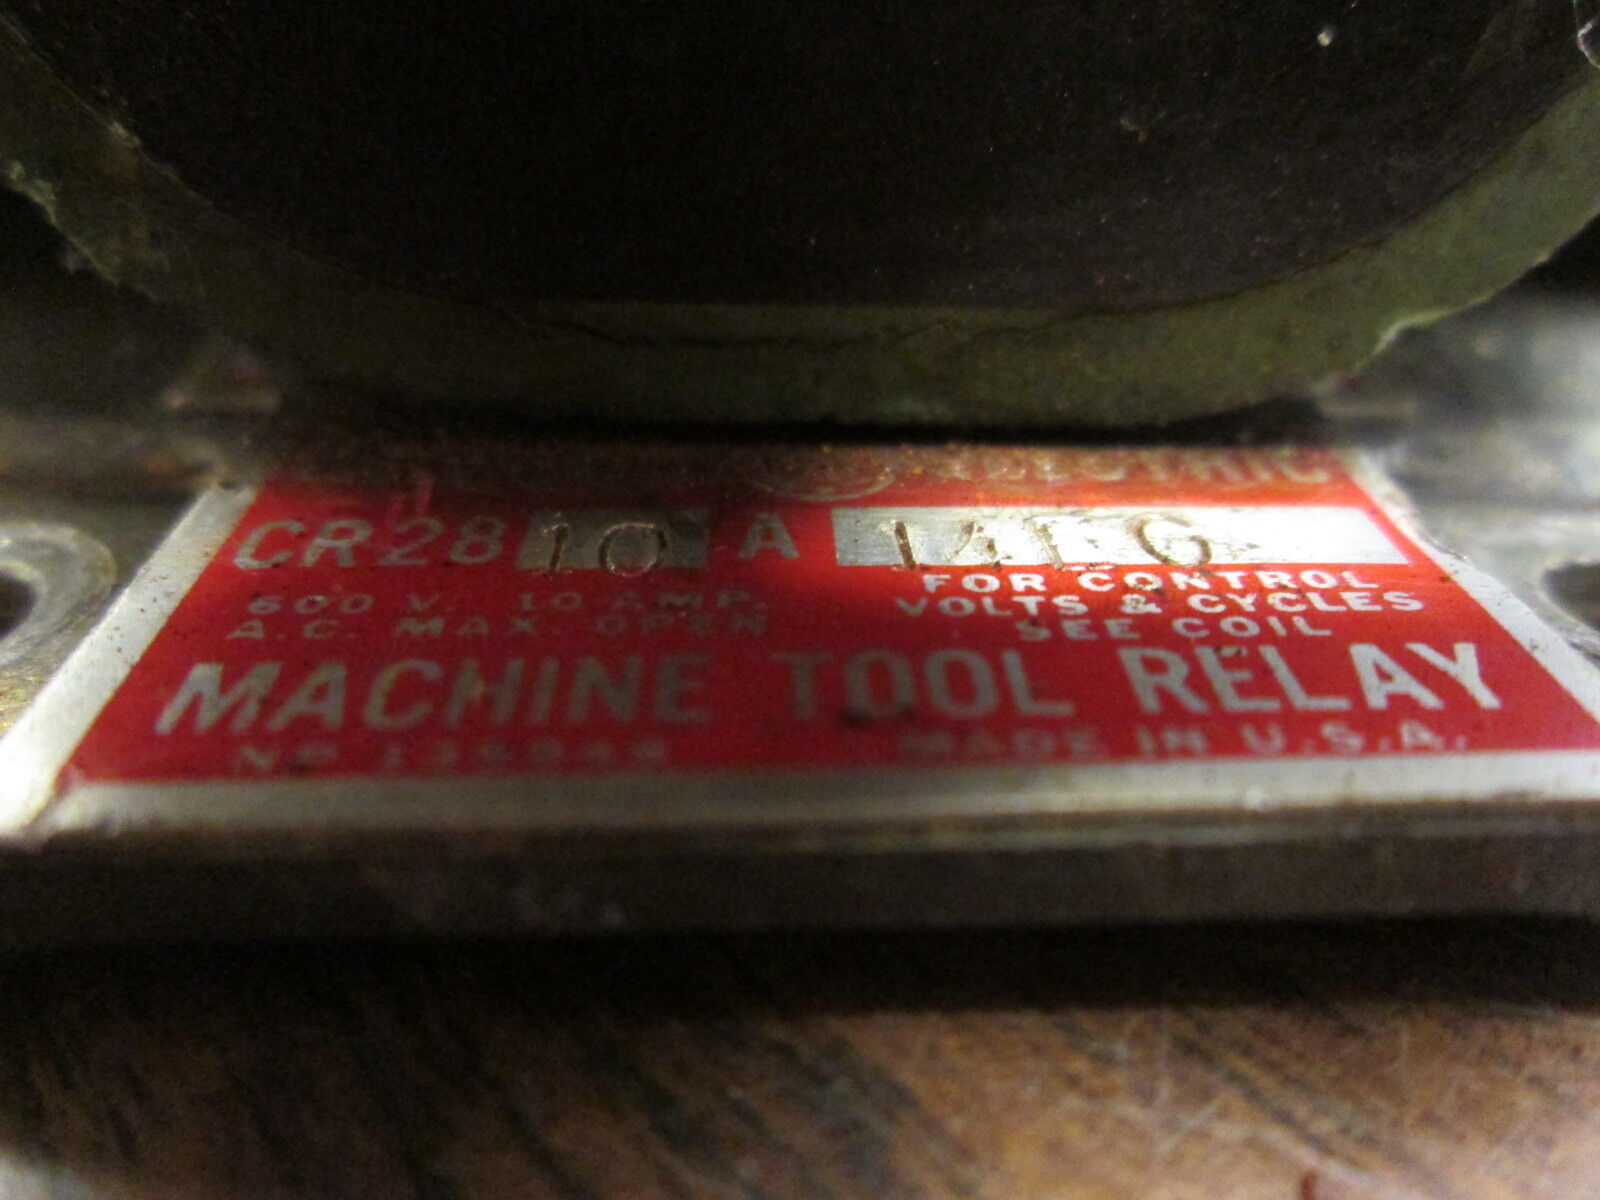 ELECTRIC
CR28 10 A
600 V. 10 AMP.
A.C. MAX. OPEN
FOR CONTROL
VOLTS & CYCLES
SEE COIL
MACHINE TOOL RELAY
MADE IN U.S.A.